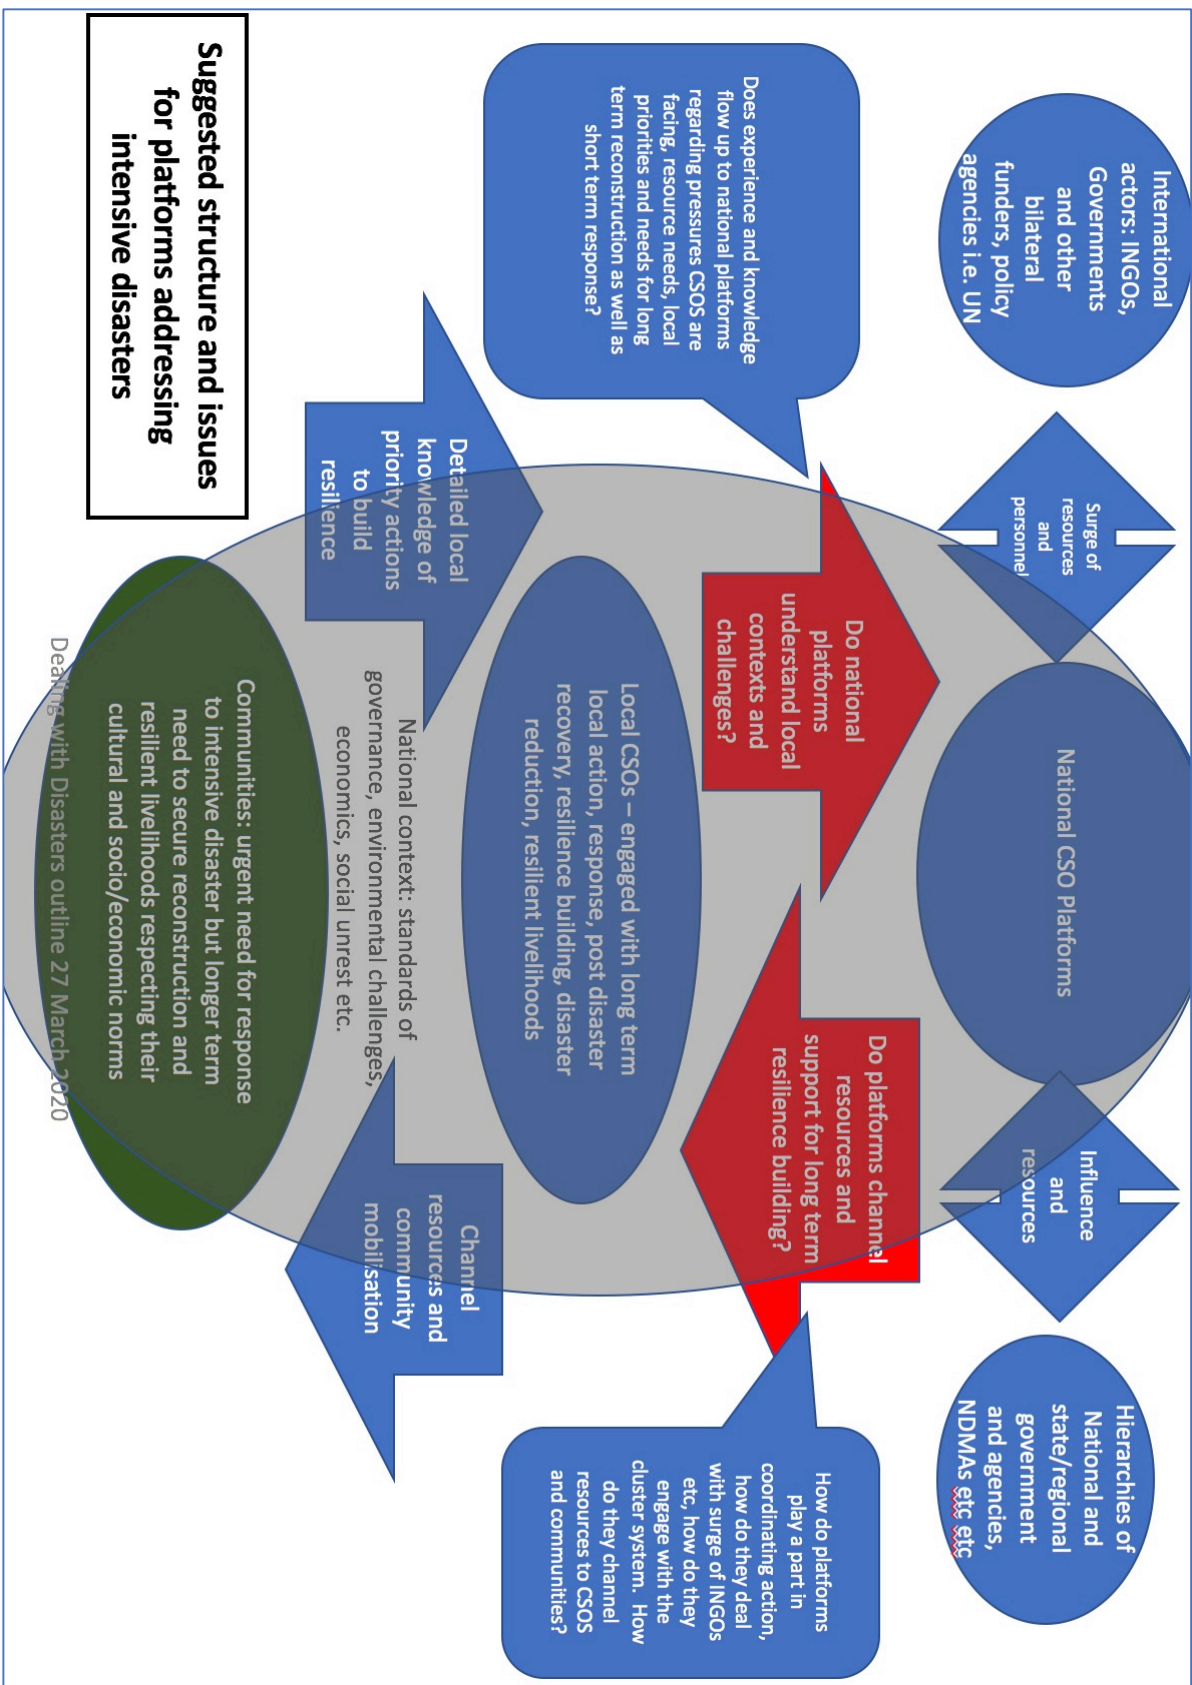 International
actors: INGOs,
Governments
and other
bilateral
funders, policy
agencies i.e. UN
Surge of
resources
and
personnel
National CSO Platforms
Influence
and
resources
Hierarchies of
National and
state/regional
government
and agencies,
NDMAs etc etc
Does experience and knowledge
flow up to national platforms
regarding pressures CSOS are
facing, resource needs, local
priorities and needs for long
term reconstruction as well as
short term response?
Do national
platforms
understand local
contexts and
challenges?
Do platforms channel
resources and
support for long term
resilience building?
How do platforms
play a part in
coordinating action,
how do they deal
with surge of INGOs
etc, how do they
engage with the
cluster system. How
do they channel
resources to CSOS
and communities?
Local CSOs – engaged with long term
local action, response, post disaster
recovery, resilience building, disaster
reduction, resilient livelihoods
Detailed local
knowledge of
priority actions
to build
resilience
National context: standards of
governance, environmental challenges,
economics, social unrest etc.
Channel
resources and
community
mobilisation
Suggested structure and issues
for platforms addressing
intensive disasters
Communities: urgent need for response
to intensive disaster but longer term
need to secure reconstruction and
resilient livelihoods respecting their
cultural and socio/economic norms
Dealing with Disasters outline 27 March 2020